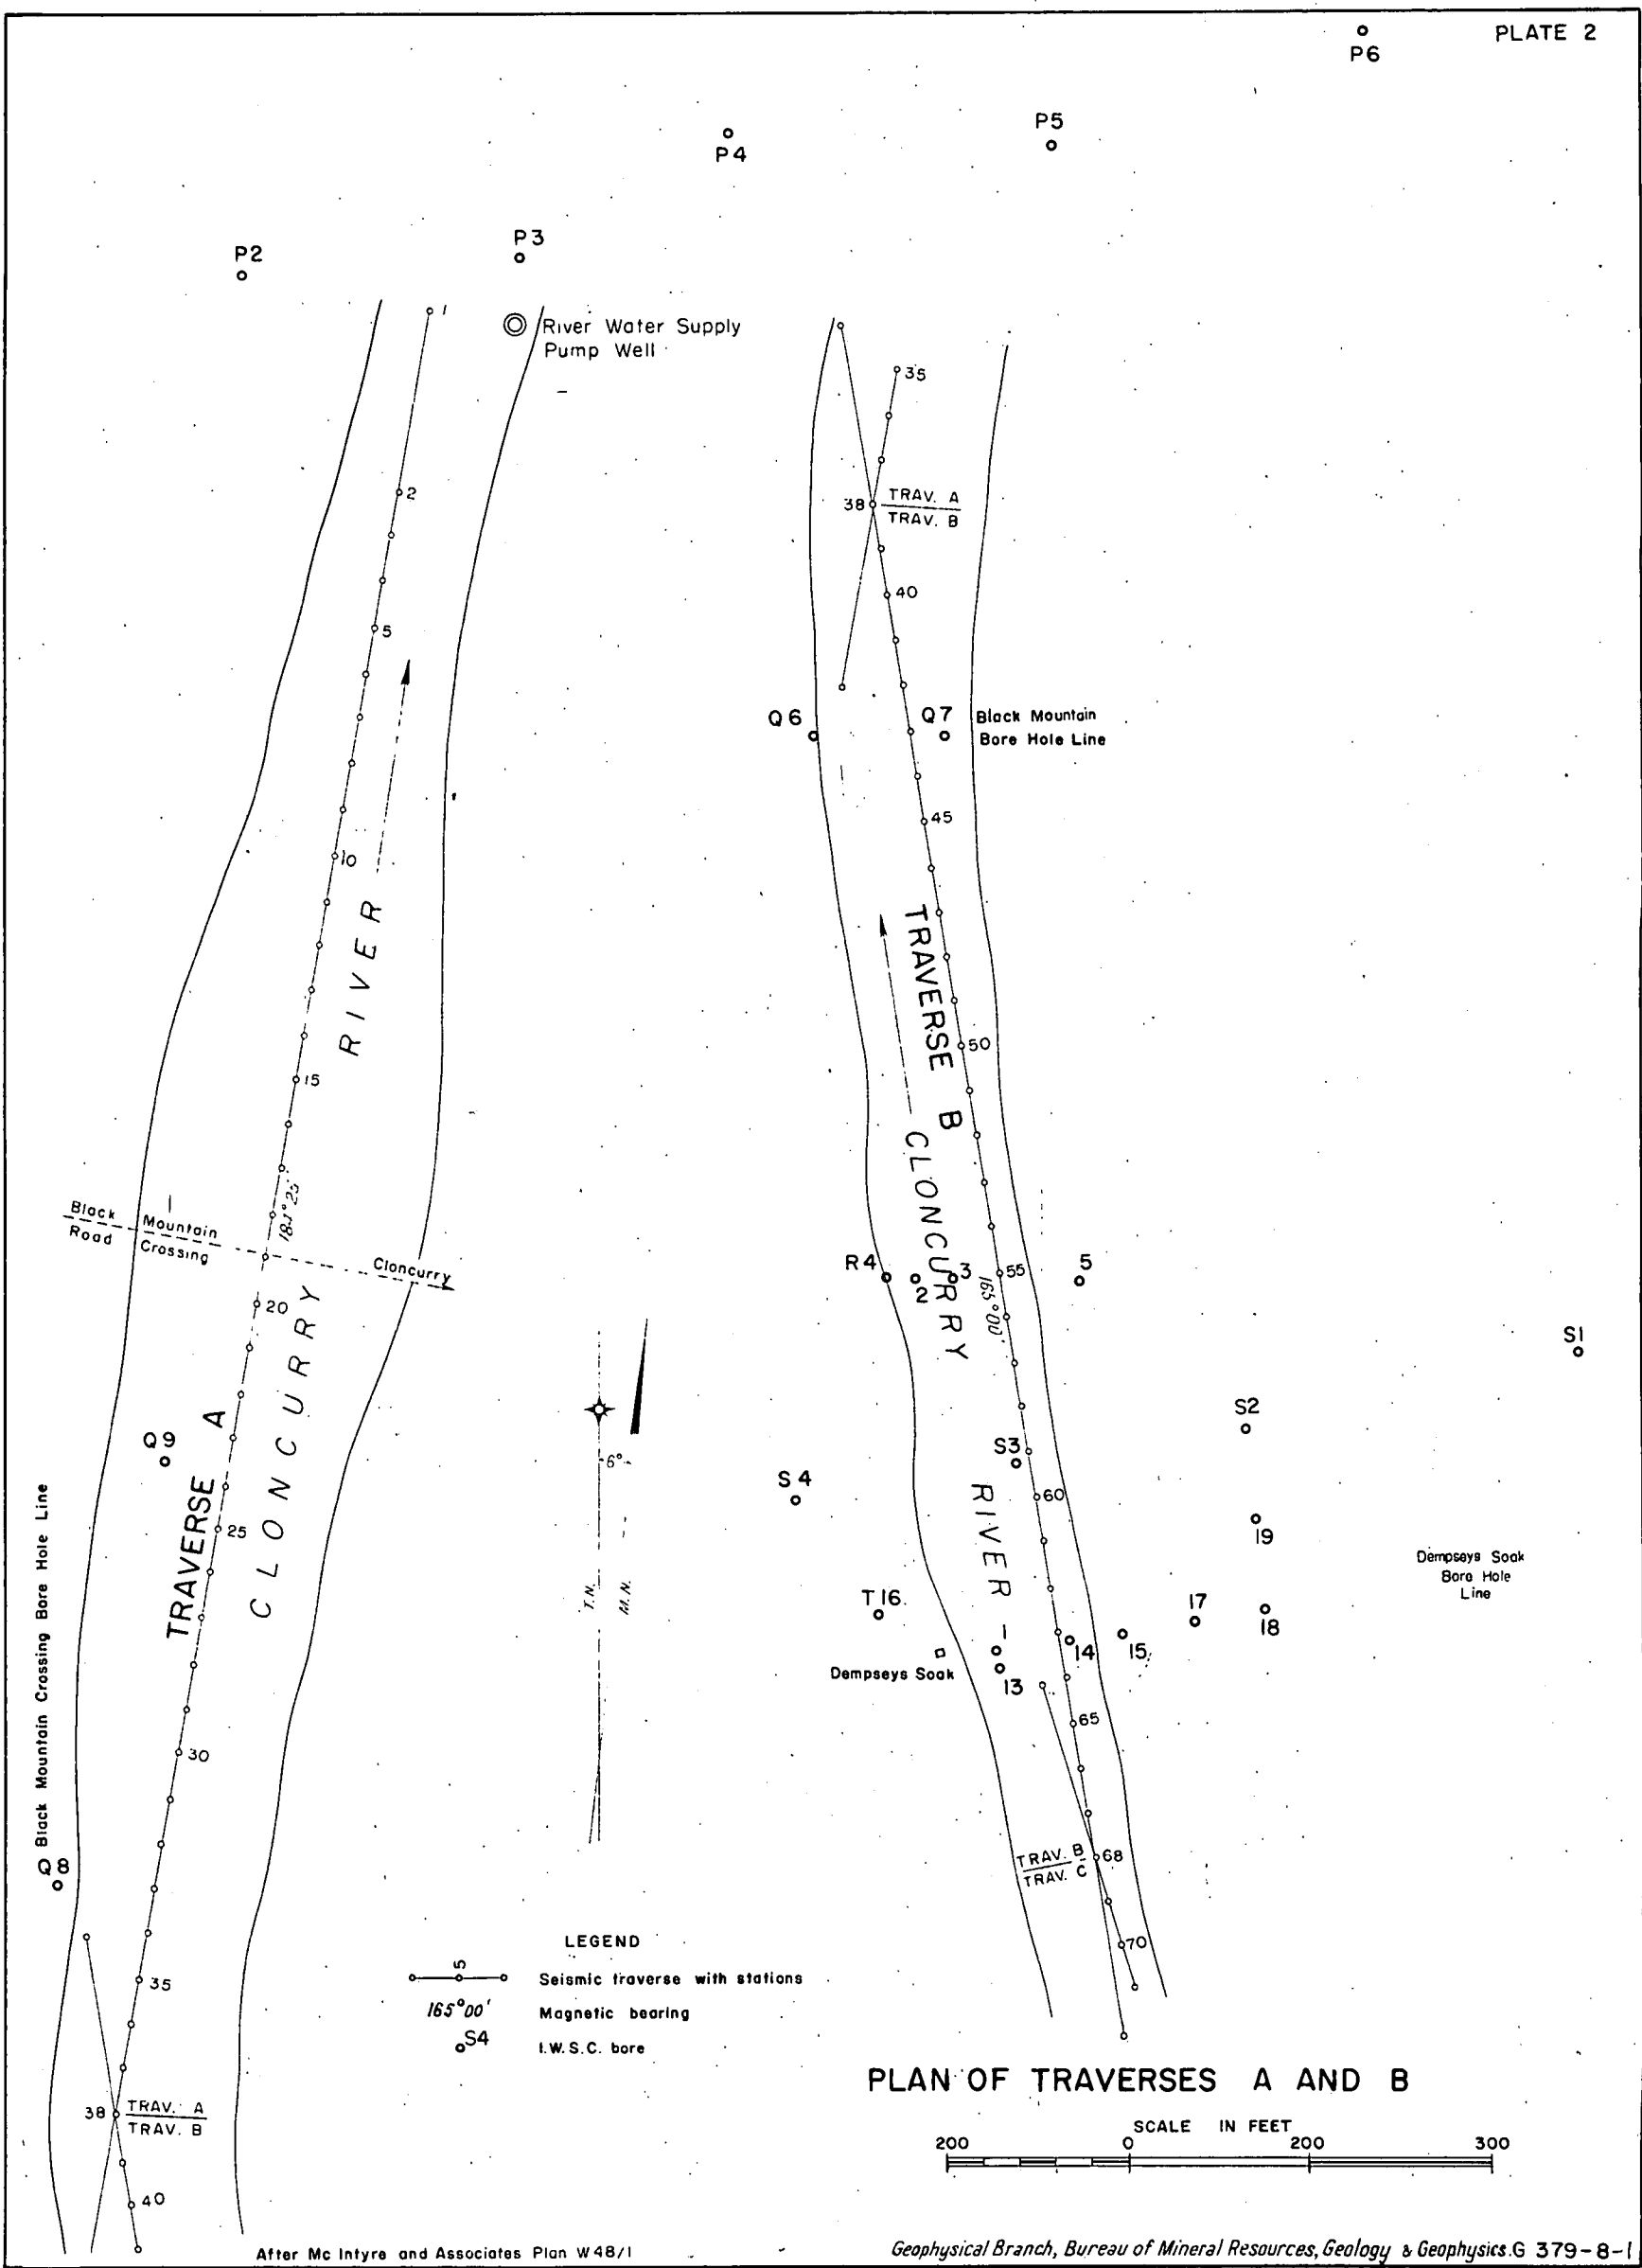 PLATE 2
P6
P5
P4
P3
P2
1
River Water Supply
Pump Well
35
2
38 TRAV. A
TRAV. B
40
5
Q6
Q7 Black Mountain
Bore Hole Line
45
10
RIVER
TRAVERSE B
50
15
CLONCURRY
Black Mountain
Road Crossing
Cloncurry
R4
2
3
55
165°00'
5
20
S1
TRAVERSE A
CLONCURRY
S2
Q9
S3
6°
S4
60
RIVER
25
19
Black Mountain Crossing Bore Hole Line
Dempseys Soak
Bore Hole
Line
T.N.
M.N.
T16
17
18
14
15
Dempseys Soak
13
65
30
TRAV. B
TRAV. C
68
Q8
70
LEGEND
5
Seismic traverse with stations
165°00' Magnetic bearing
S4 I.W.S.C. bore
35
PLAN OF TRAVERSES A AND B
38 TRAV. A
TRAV. B
SCALE IN FEET
200 0 200 300
40
After Mc Intyre and Associates Plan W48/1
Geophysical Branch, Bureau of Mineral Resources, Geology & Geophysics. G 379-8-1